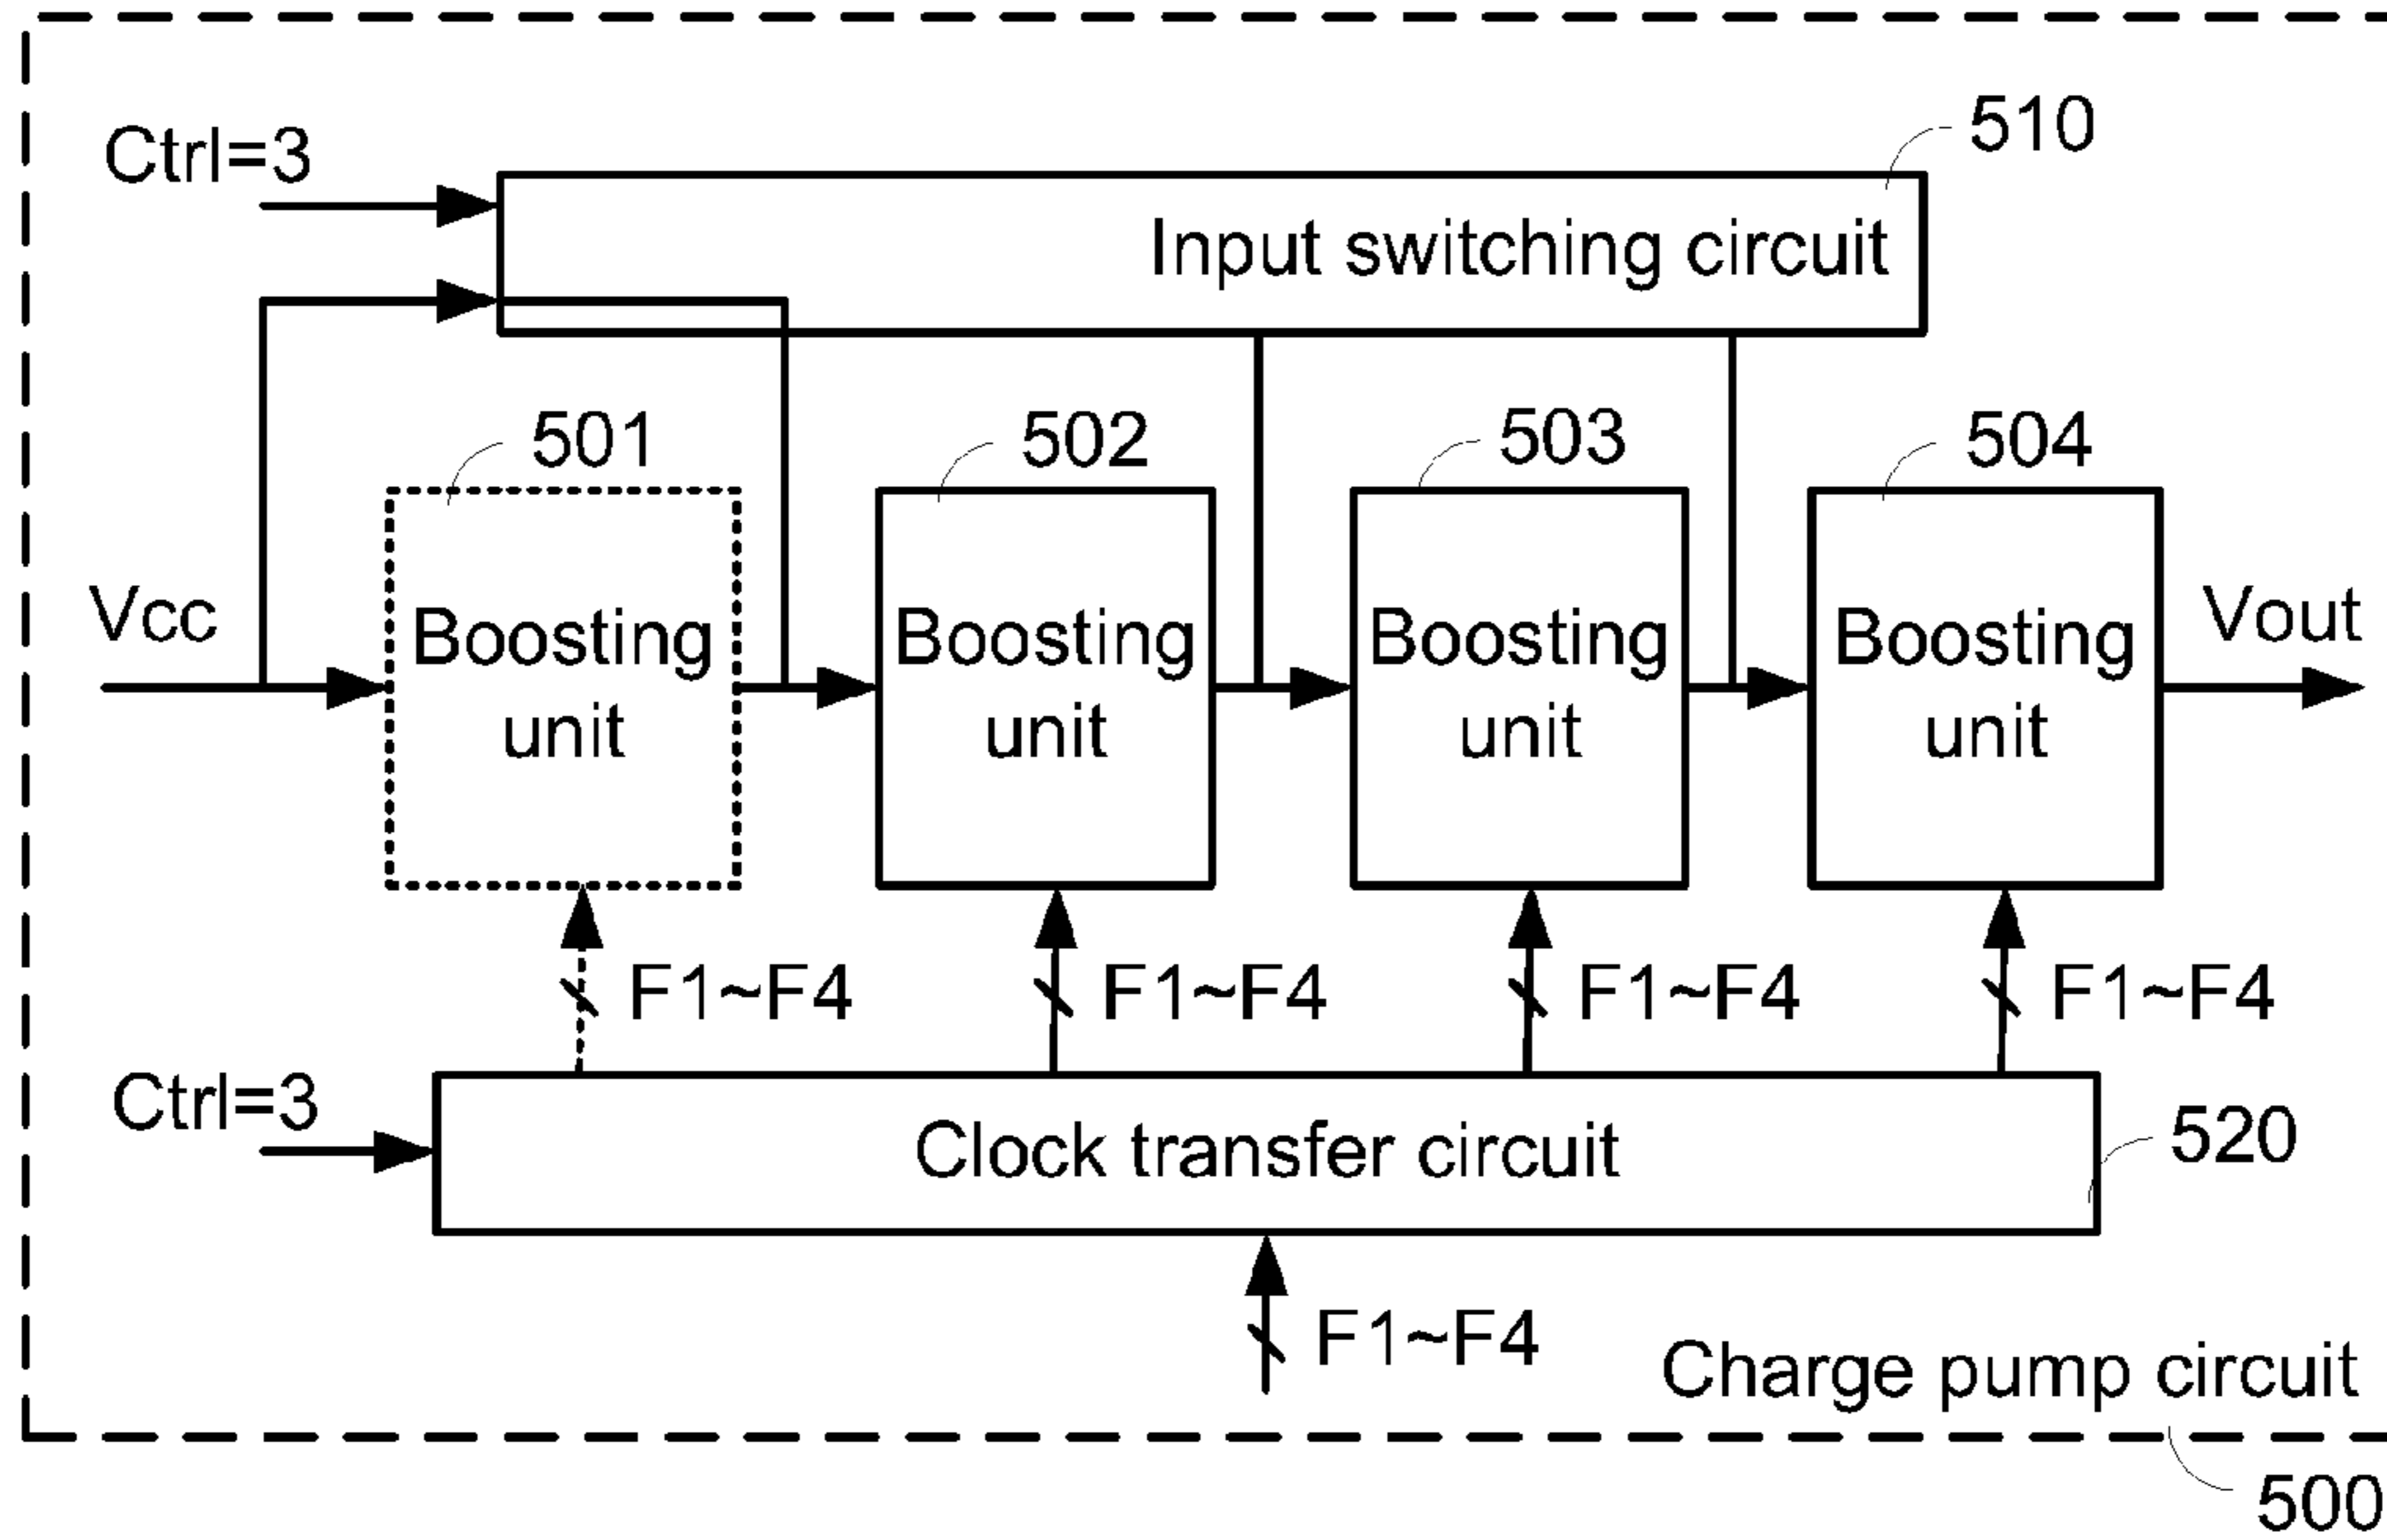 510
Ctrl=3
Input switching circuit
501
502
503
504
Vcc
Boosting
unit
Boosting
unit
Boosting
unit
Boosting
unit
Vout
F1~F4
F1~F4
F1~F4
F1~F4
Ctrl=3
Clock transfer circuit
520
F1~F4
Charge pump circuit
500